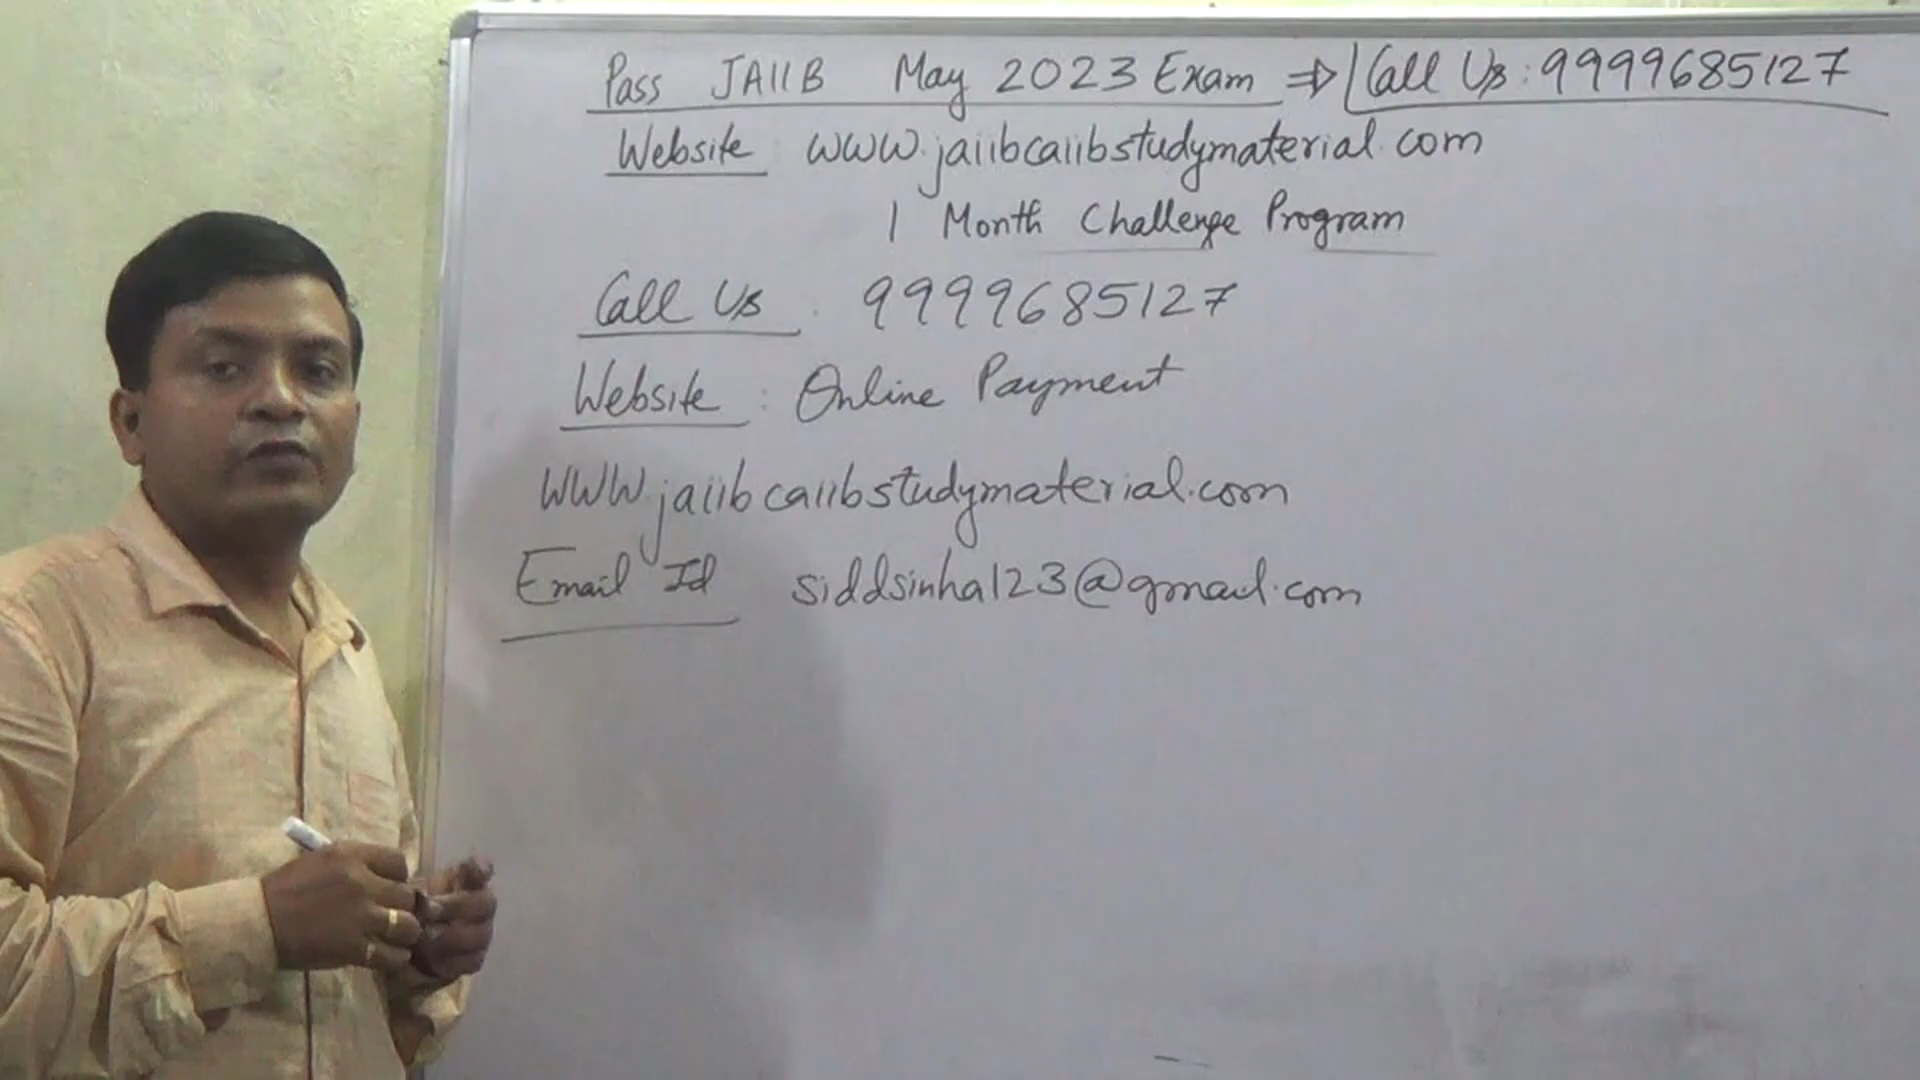 Pass JAIIB May 2023 Exam ⇒ Call Us : 9999685127
Website www.jaiibcaiibstudymaterial.com
1 Month Challenge Program
Call Us : 9999685127
Website : Online Payment
www.jaiibcaiibstudymaterial.com
Email Id siddsinha123@gmail.com